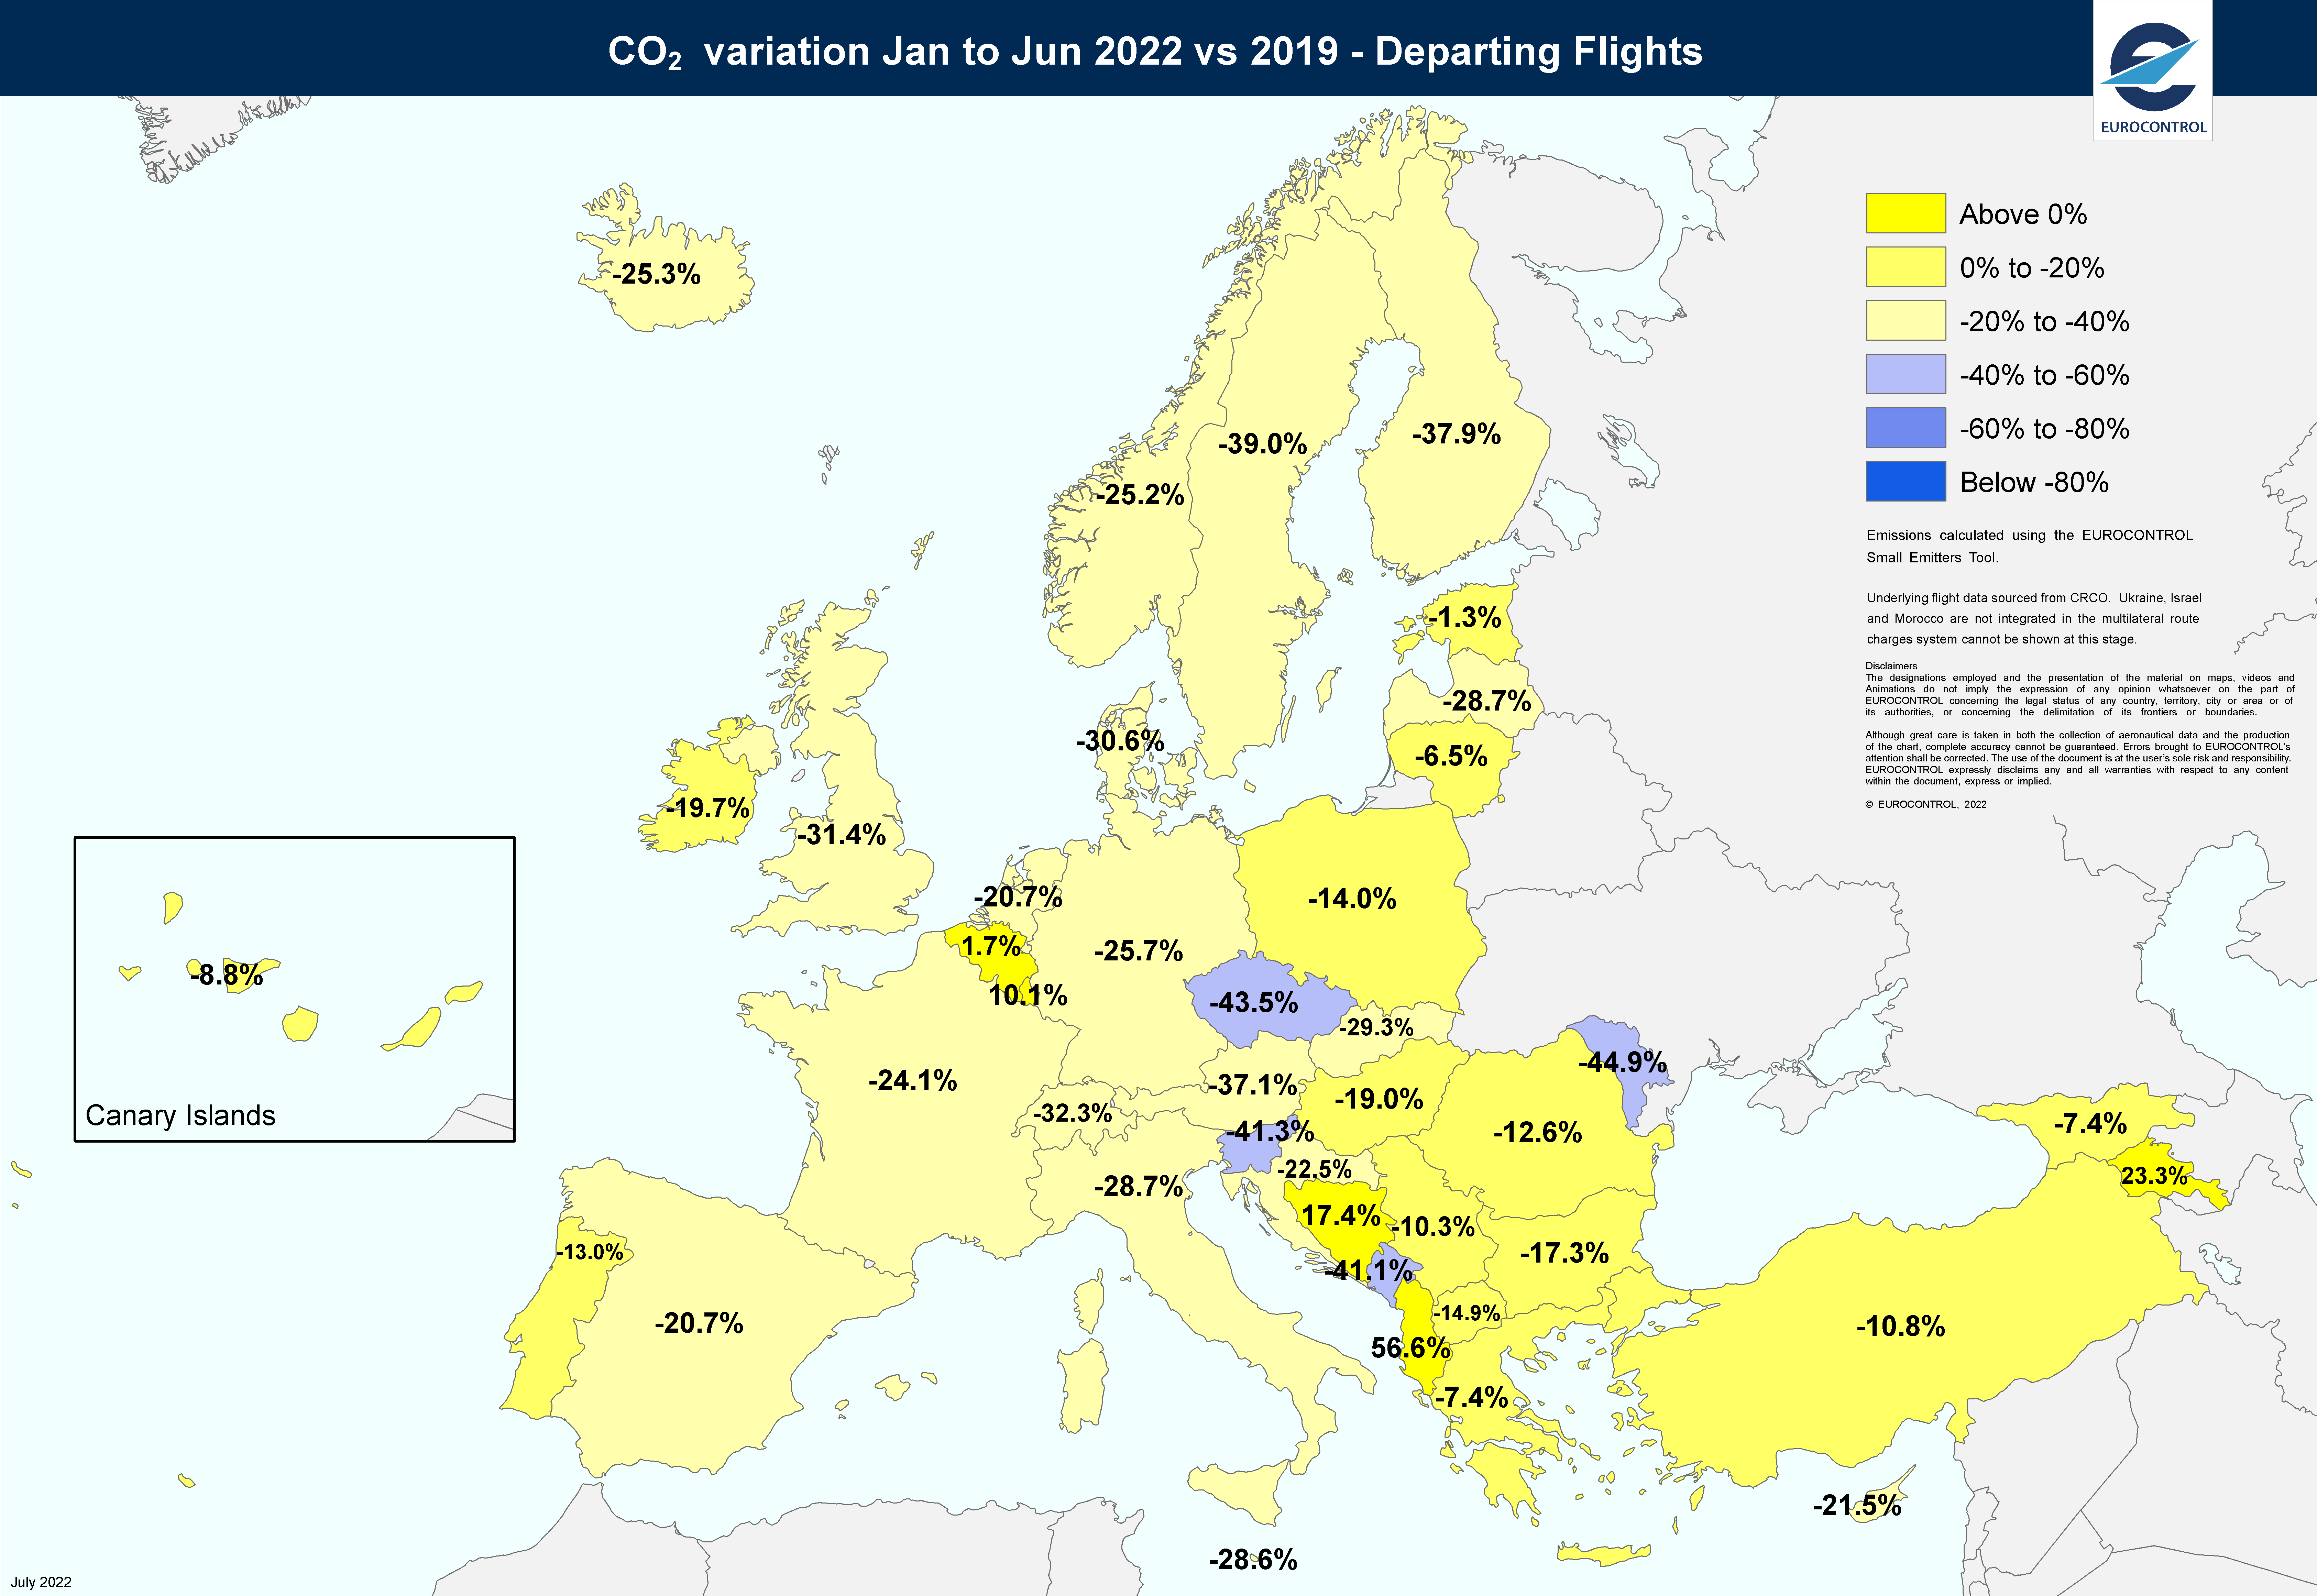 CO₂ variation Jan to Jun 2022 vs 2019 - Departing Flights
EUROCONTROL
Above 0%
0% to -20%
-20% to -40%
-40% to -60%
-60% to -80%
Below -80%
Emissions calculated using the EUROCONTROL
Small Emitters Tool.
Underlying flight data sourced from CRCO. Ukraine, Israel
and Morocco are not integrated in the multilateral route
charges system cannot be shown at this stage.
Disclaimers
The designations employed and the presentation of the material on maps, videos and
Animations do not imply the expression of any opinion whatsoever on the part of
EUROCONTROL concerning the legal status of any country, territory, city or area or of
its authorities, or concerning the delimitation of its frontiers or boundaries.
Although great care is taken in both the collection of aeronautical data and the production
of the chart, complete accuracy cannot be guaranteed. Errors brought to EUROCONTROL's
attention shall be corrected. The use of the document is at the user's sole risk and responsibility.
EUROCONTROL expressly disclaims any and all warranties with respect to any content
within the document, express or implied.
© EUROCONTROL, 2022
-25.3%
-37.9%
-39.0%
-25.2%
-1.3%
-28.7%
-30.6%
-6.5%
-19.7%
-31.4%
-20.7%
-14.0%
1.7%
-25.7%
-8.8%
10.1%
-43.5%
-29.3%
-44.9%
-24.1%
-37.1%
-19.0%
-32.3%
Canary Islands
-7.4%
-41.3%
-12.6%
-22.5%
23.3%
-28.7%
17.4%
-10.3%
-13.0%
-17.3%
-41.1%
-14.9%
-20.7%
-10.8%
56.6%
-7.4%
-21.5%
-28.6%
July 2022